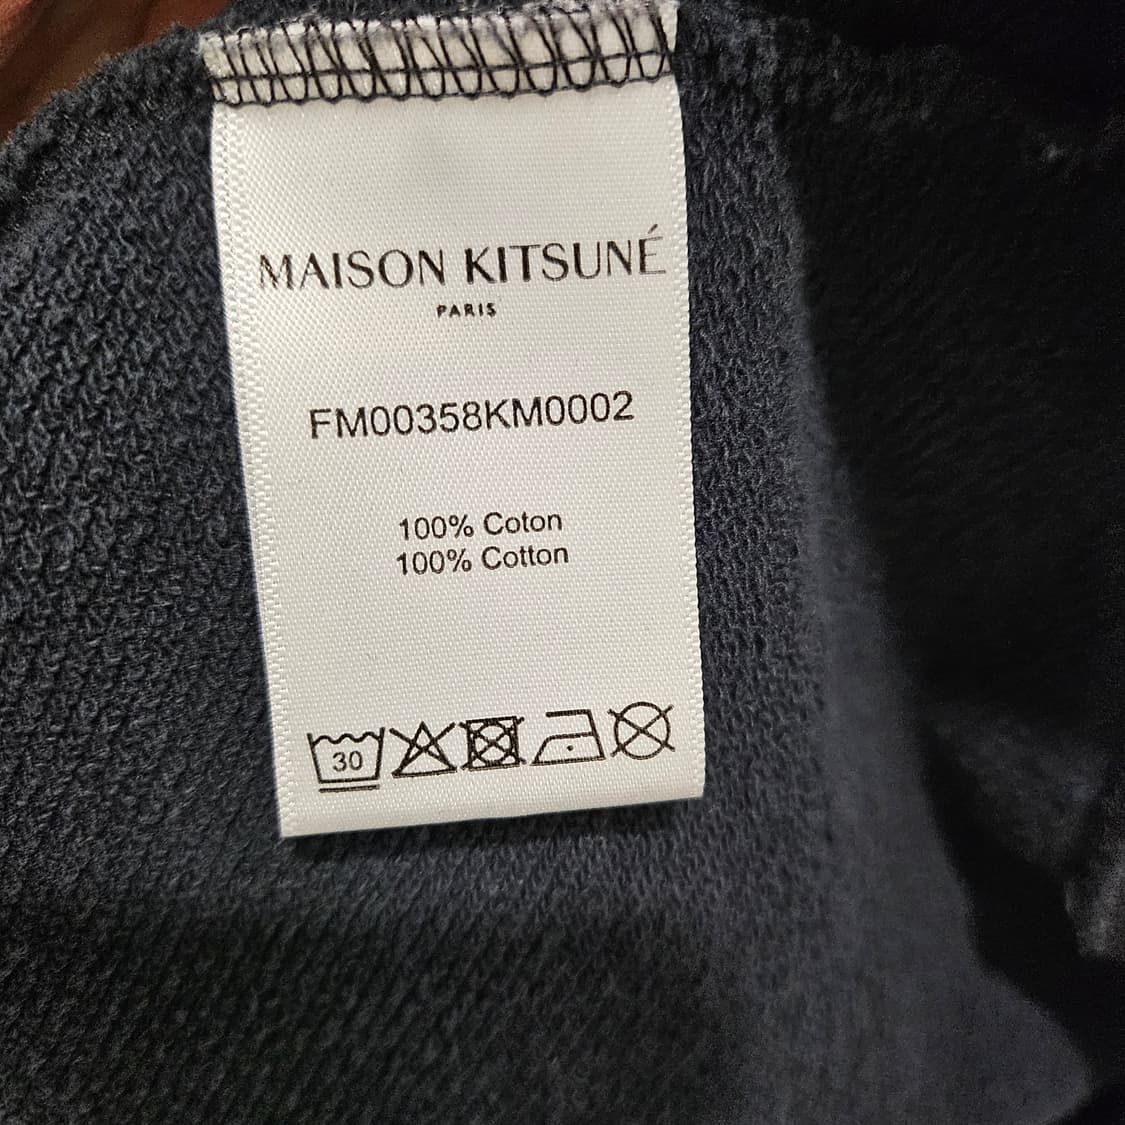 MAISON KITSUNÉ
PARIS
FM00358KM0002
100% Coton
100% Cotton
30